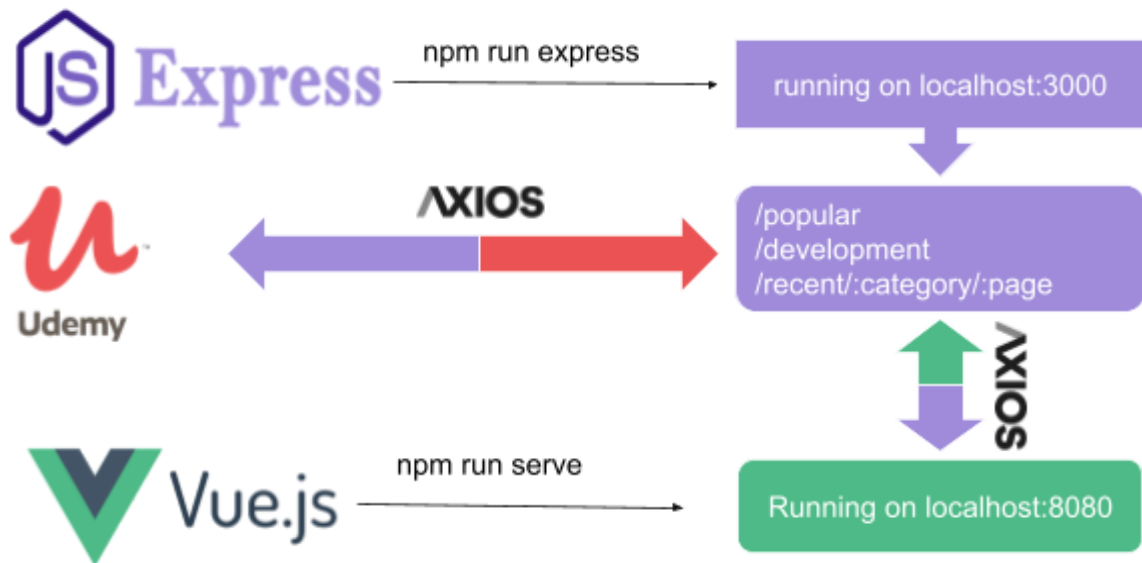 JS Express
npm run express
running on localhost:3000
Udemy
AXIOS
/popular
/development
/recent/:category/:page
AXIOS
Vue.js
npm run serve
Running on localhost:8080